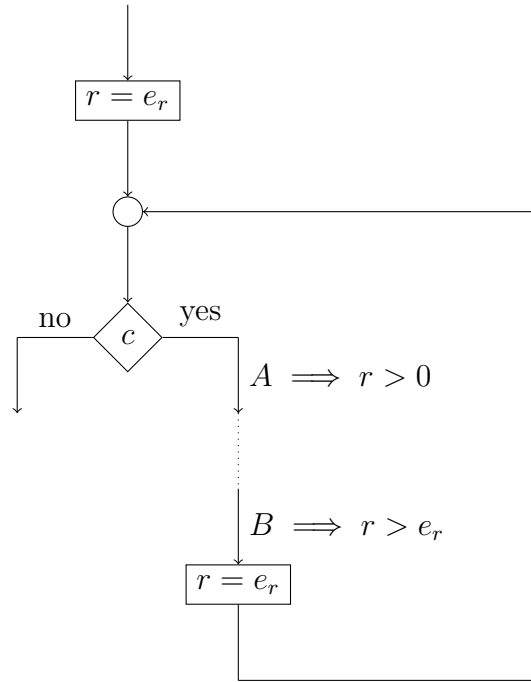 r = e_r
no
c
yes
A ⟹ r > 0
B ⟹ r > e_r
r = e_r